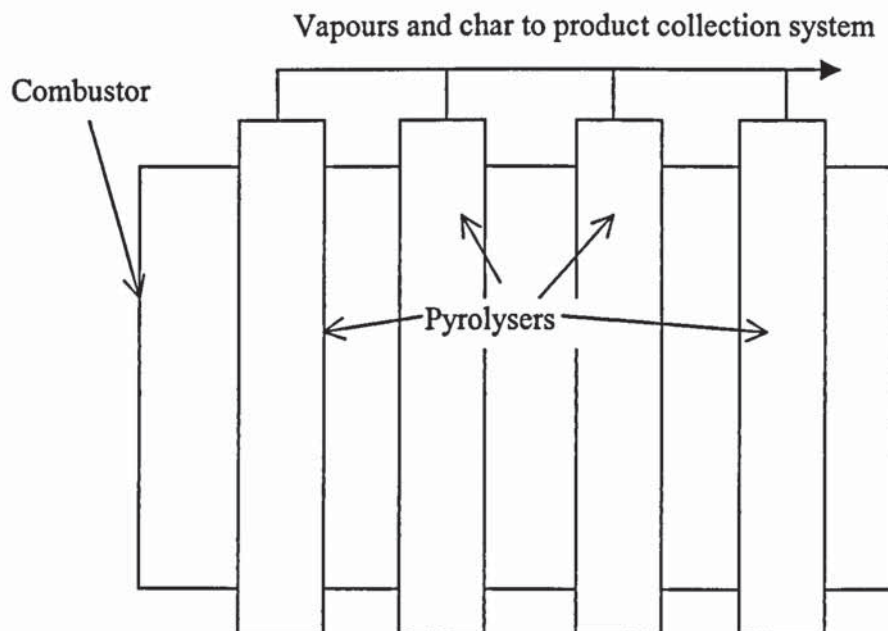 Vapours and char to product collection system
Combustor
Pyrolysers